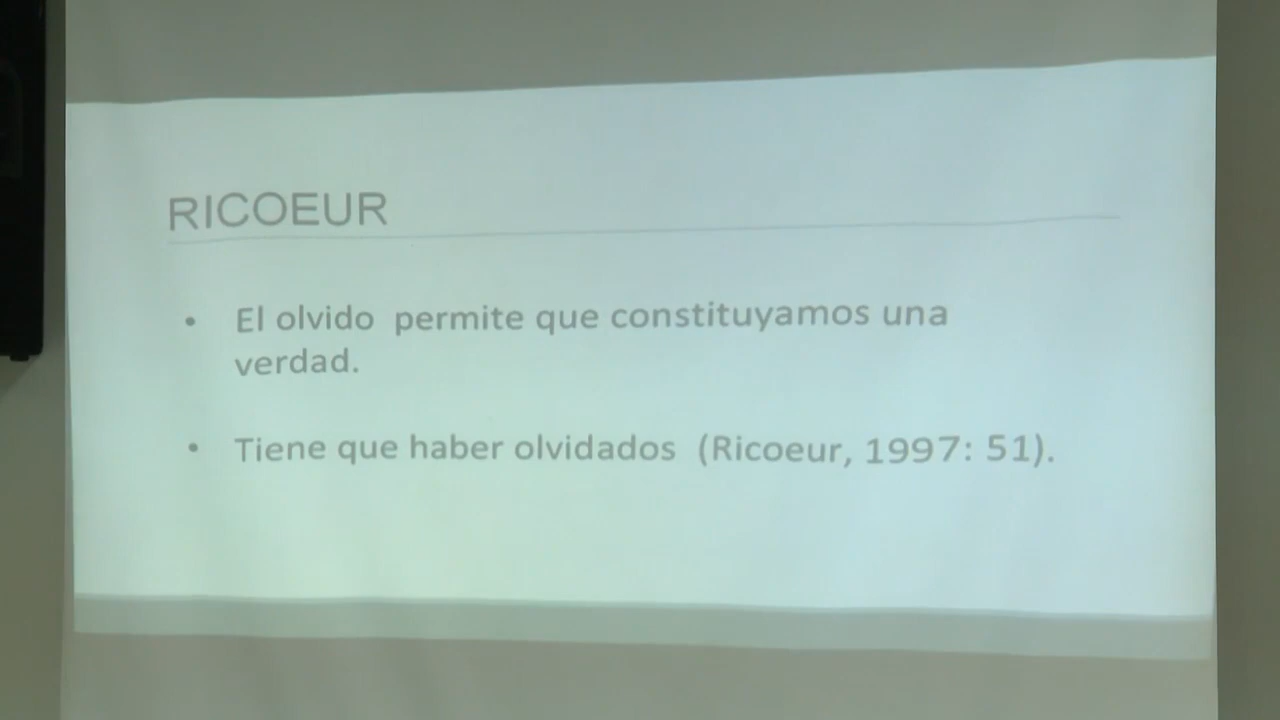 RICOEUR
• El olvido permite que constituyamos una
verdad.
• Tiene que haber olvidados (Ricoeur, 1997: 51).